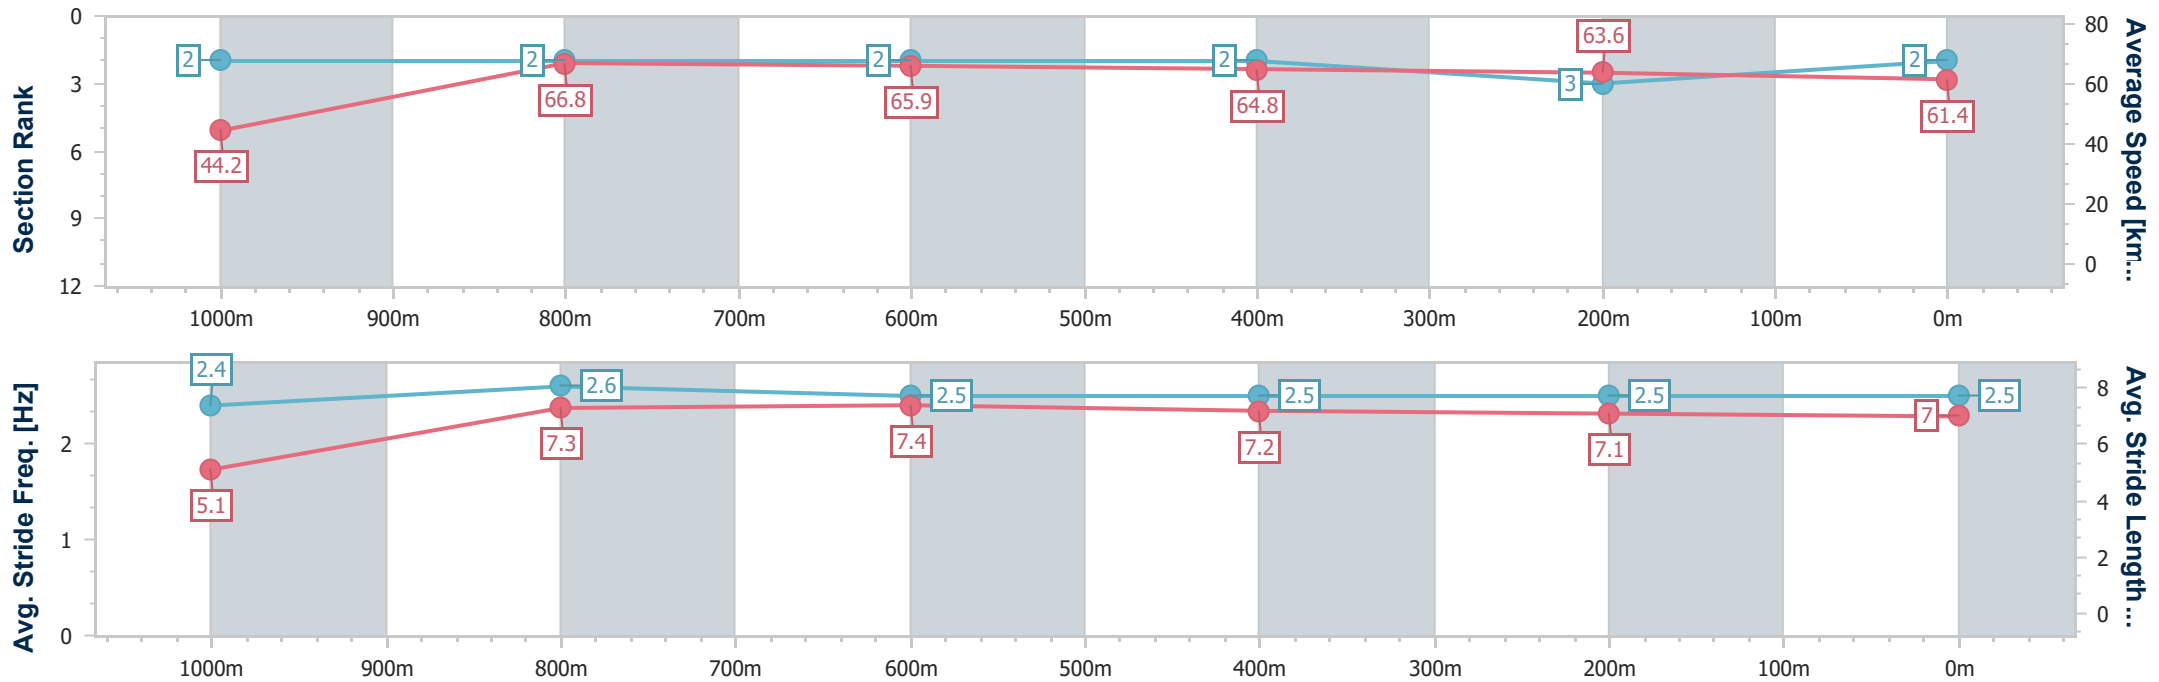 Section Rank
0
3
6
9
12
2
2
2
2
3
2
44.2
66.8
65.9
64.8
63.6
61.4
80
60
40
20
0
Average Speed [km...
1000m
900m
800m
700m
600m
500m
400m
300m
200m
100m
0m
Avg. Stride Freq. [Hz]
2
1
0
2.4
2.6
2.5
2.5
2.5
2.5
5.1
7.3
7.4
7.2
7.1
7
8
6
4
2
0
Avg. Stride Length ...
1000m
900m
800m
700m
600m
500m
400m
300m
200m
100m
0m